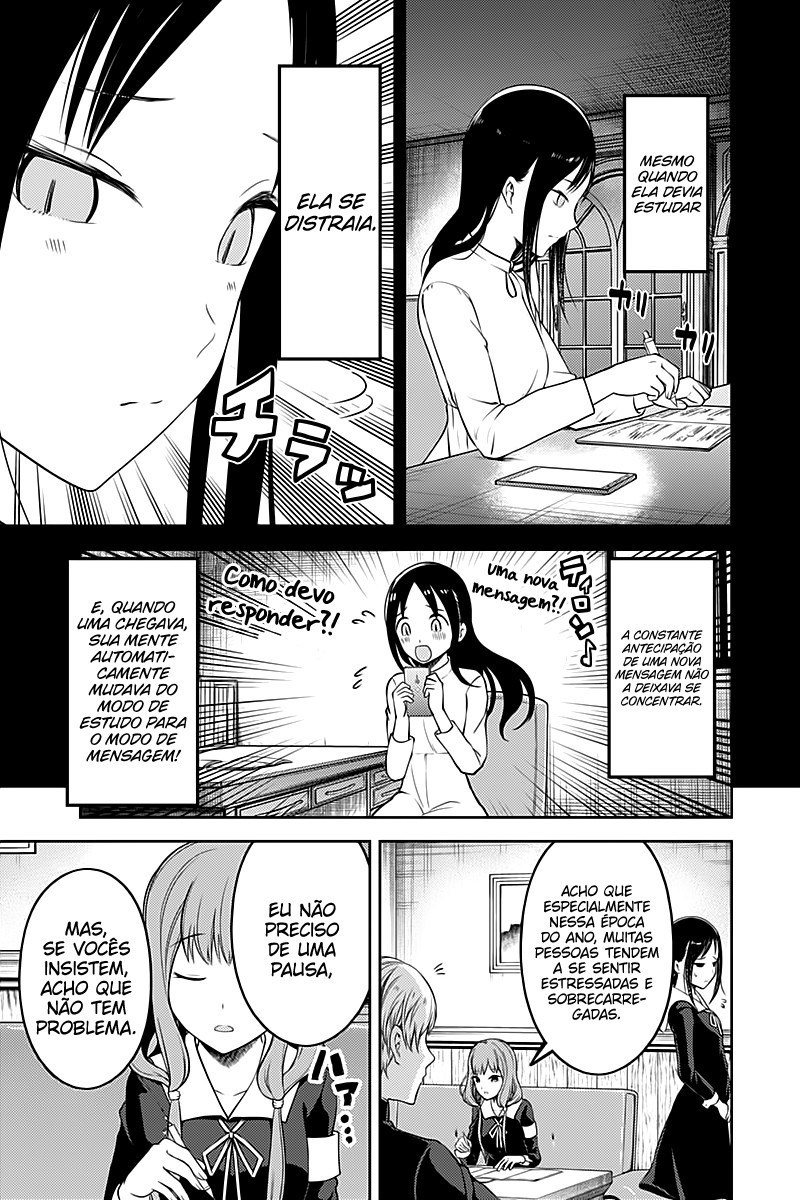 MESMO
QUANDO
ELA DEVIA
ESTUDAR
カリ
カリ
ELA SE
DISTRAIA.
チラッ
A CONSTANTE
ANTECIPAÇÃO
DE UMA NOVA
MENSAGEM NÃO
A DEIXAVA SE
CONCENTRAR.
ティロン♪
Uma nova
mensagem?!
Como devo
responder?!
E, QUANDO
UMA CHEGAVA,
SUA MENTE
AUTOMATI-
CAMENTE
MUDAVA DO
MODO DE
ESTUDO PARA
O MODO DE
MENSAGEM!
ACHO QUE
ESPECIALMENTE
NESSA ÉPOCA
DO ANO, MUITAS
PESSOAS TENDEM
A SE SENTIR
ESTRESSADAS E
SOBRECARRE-
GADAS.
EU NÃO
PRECISO
DE UMA
PAUSA,
MAS,
SE VOCÊS
INSISTEM,
ACHO QUE
NÃO TEM
PROBLEMA.
ハァ…